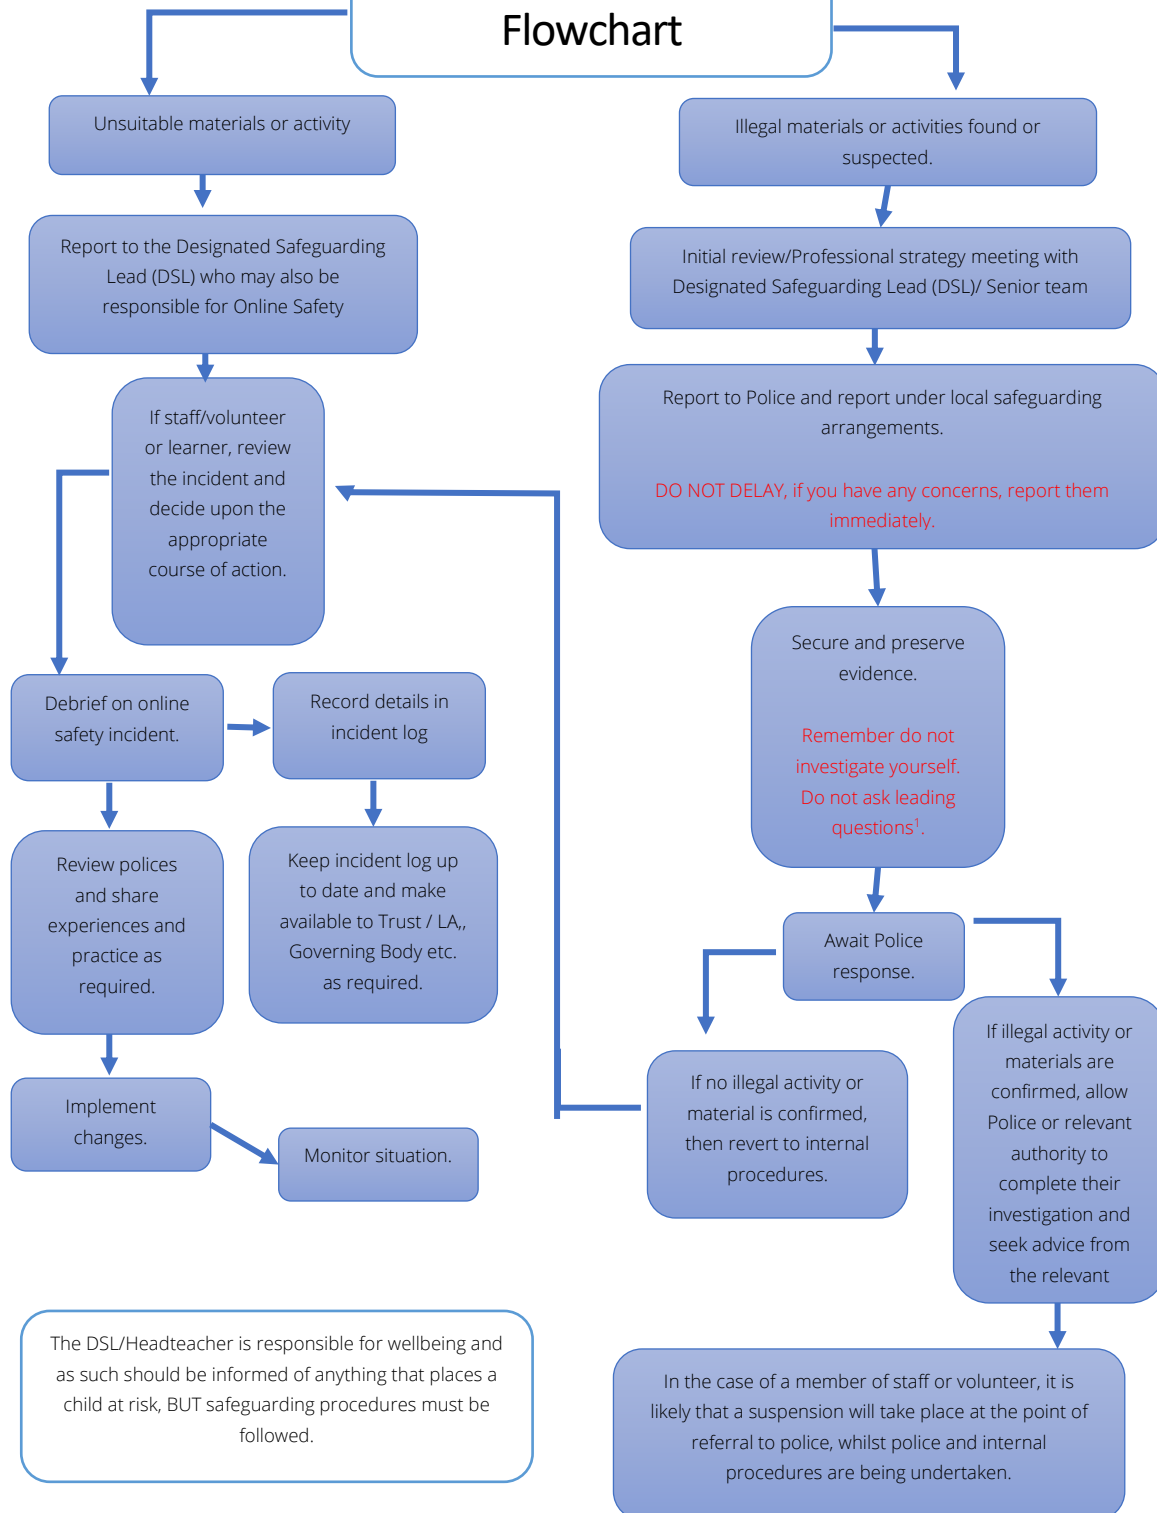 Flowchart
Unsuitable materials or activity
Report to the Designated Safeguarding
Lead (DSL) who may also be
responsible for Online Safety
If staff/volunteer
or learner, review
the incident and
decide upon the
appropriate
course of action.
Debrief on online
safety incident.
Record details in
incident log
Review polices
and share
experiences and
practice as
required.
Keep incident log up
to date and make
available to Trust / LA,,
Governing Body etc.
as required.
Implement
changes.
Monitor situation.
The DSL/Headteacher is responsible for wellbeing and
as such should be informed of anything that places a
child at risk, BUT safeguarding procedures must be
followed.
Illegal materials or activities found or
suspected.
Initial review/Professional strategy meeting with
Designated Safeguarding Lead (DSL)/ Senior team
Report to Police and report under local safeguarding
arrangements.
DO NOT DELAY, if you have any concerns, report them
immediately.
Secure and preserve
evidence.
Remember do not
investigate yourself.
Do not ask leading
questions¹.
Await Police
response.
If no illegal activity or
material is confirmed,
then revert to internal
procedures.
If illegal activity or
materials are
confirmed, allow
Police or relevant
authority to
complete their
investigation and
seek advice from
the relevant
In the case of a member of staff or volunteer, it is
likely that a suspension will take place at the point of
referral to police, whilst police and internal
procedures are being undertaken.